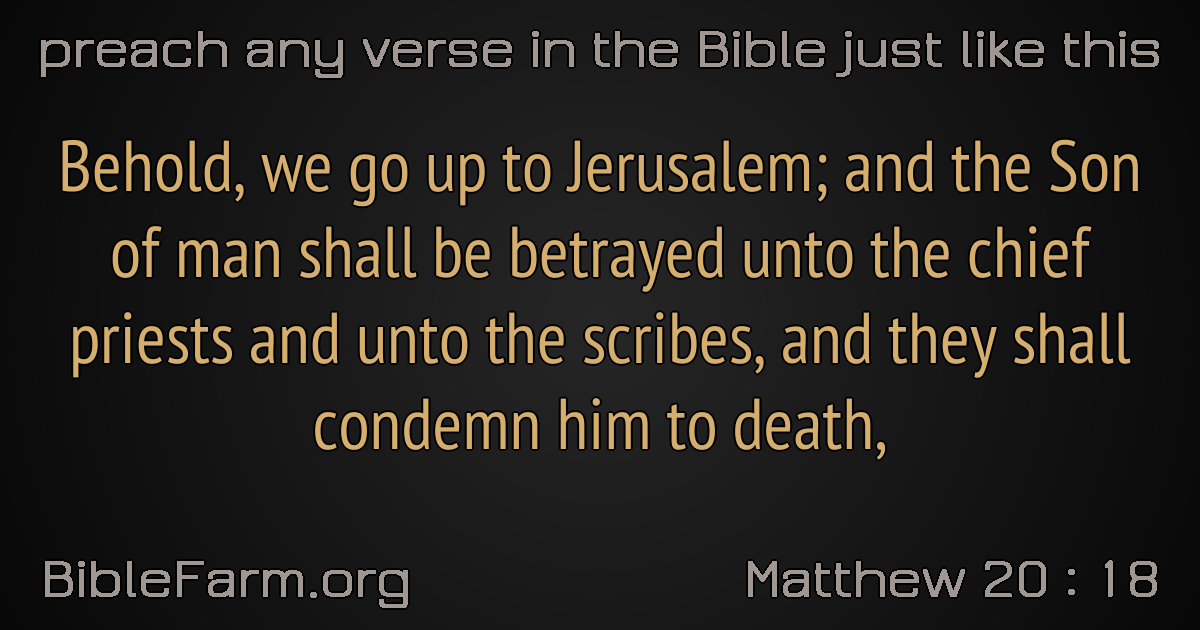 preach any verse in the Bible just like this
Behold, we go up to Jerusalem; and the Son
of man shall be betrayed unto the chief
priests and unto the scribes, and they shall
condemn him to death,
BibleFarm.org
Matthew 20 : 18